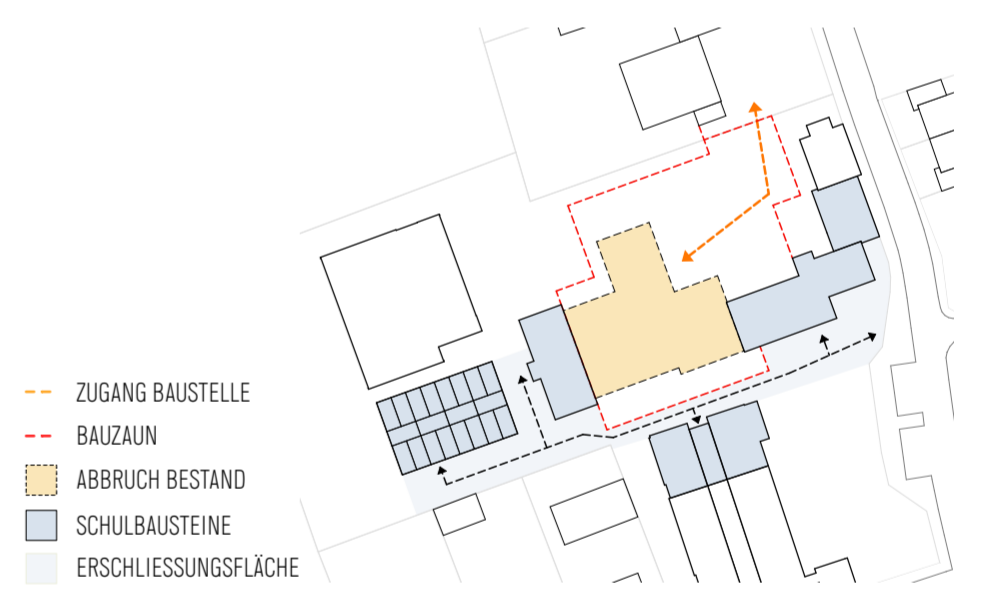 ZUGANG BAUSTELLE
BAUZAUN
ABBRUCH BESTAND
SCHULBAUSTEINE
ERSCHLIESSUNGSFLÄCHE